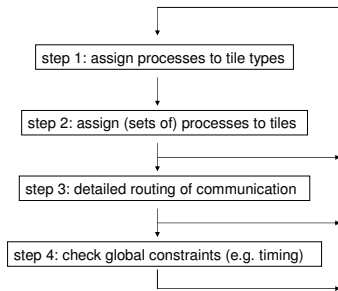 step 1: assign processes to tile types
step 2: assign (sets of) processes to tiles
step 3: detailed routing of communication
step 4: check global constraints (e.g. timing)